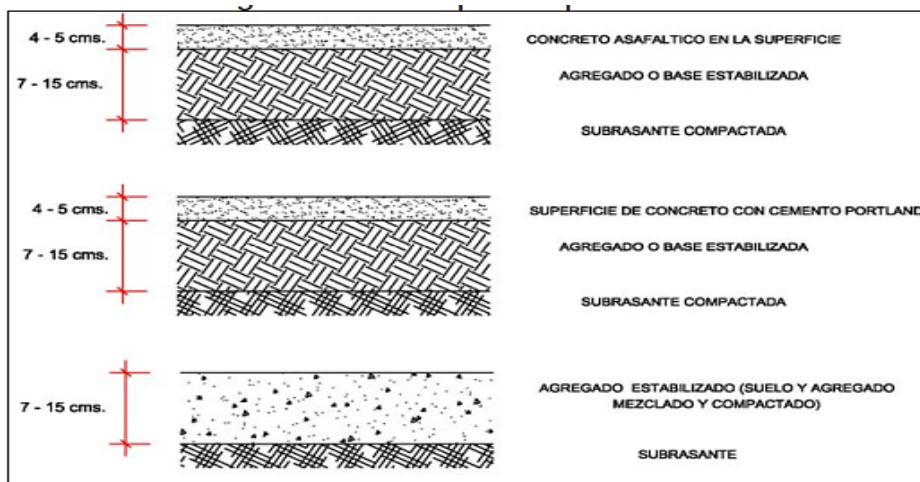 4 - 5 cms.
CONCRETO ASAFALTICO EN LA SUPERFICIE
7 - 15 cms.
AGREGADO O BASE ESTABILIZADA
SUBRASANTE COMPACTADA
4 - 5 cms.
SUPERFICIE DE CONCRETO CON CEMENTO PORTLAND
7 - 15 cms.
AGREGADO O BASE ESTABILIZADA
SUBRASANTE COMPACTADA
7 - 15 cms.
AGREGADO ESTABILIZADO (SUELO Y AGREGADO
MEZCLADO Y COMPACTADO)
SUBRASANTE